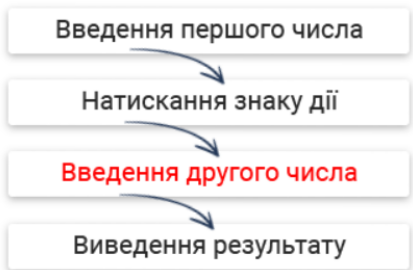 Введення першого числа
Натискання знаку дії
Введення другого числа
Виведення результату